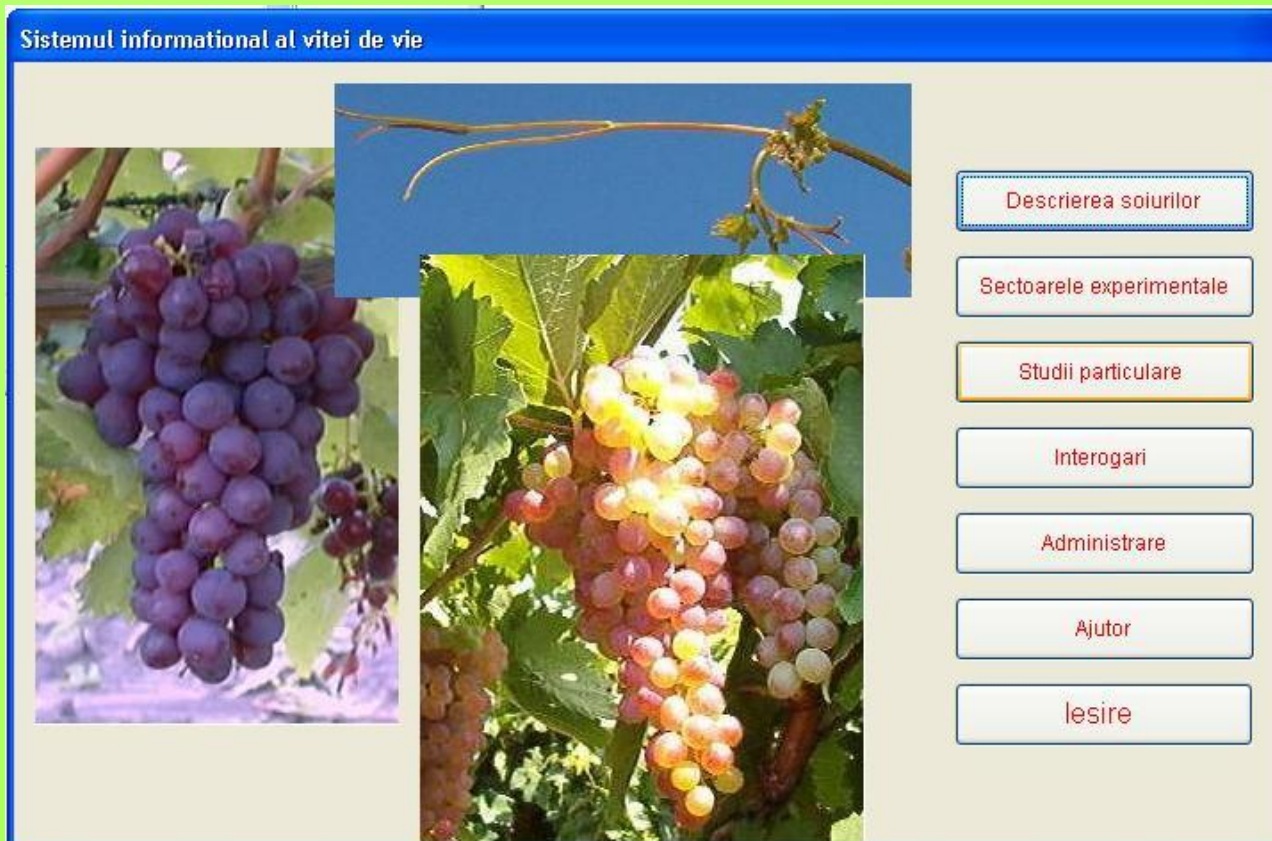 Sistemul informational al vitei de vie
Descrierea soiurilor
Sectoarele experimentale
Studii particulare
Interogari
Administrare
Ajutor
Iesire